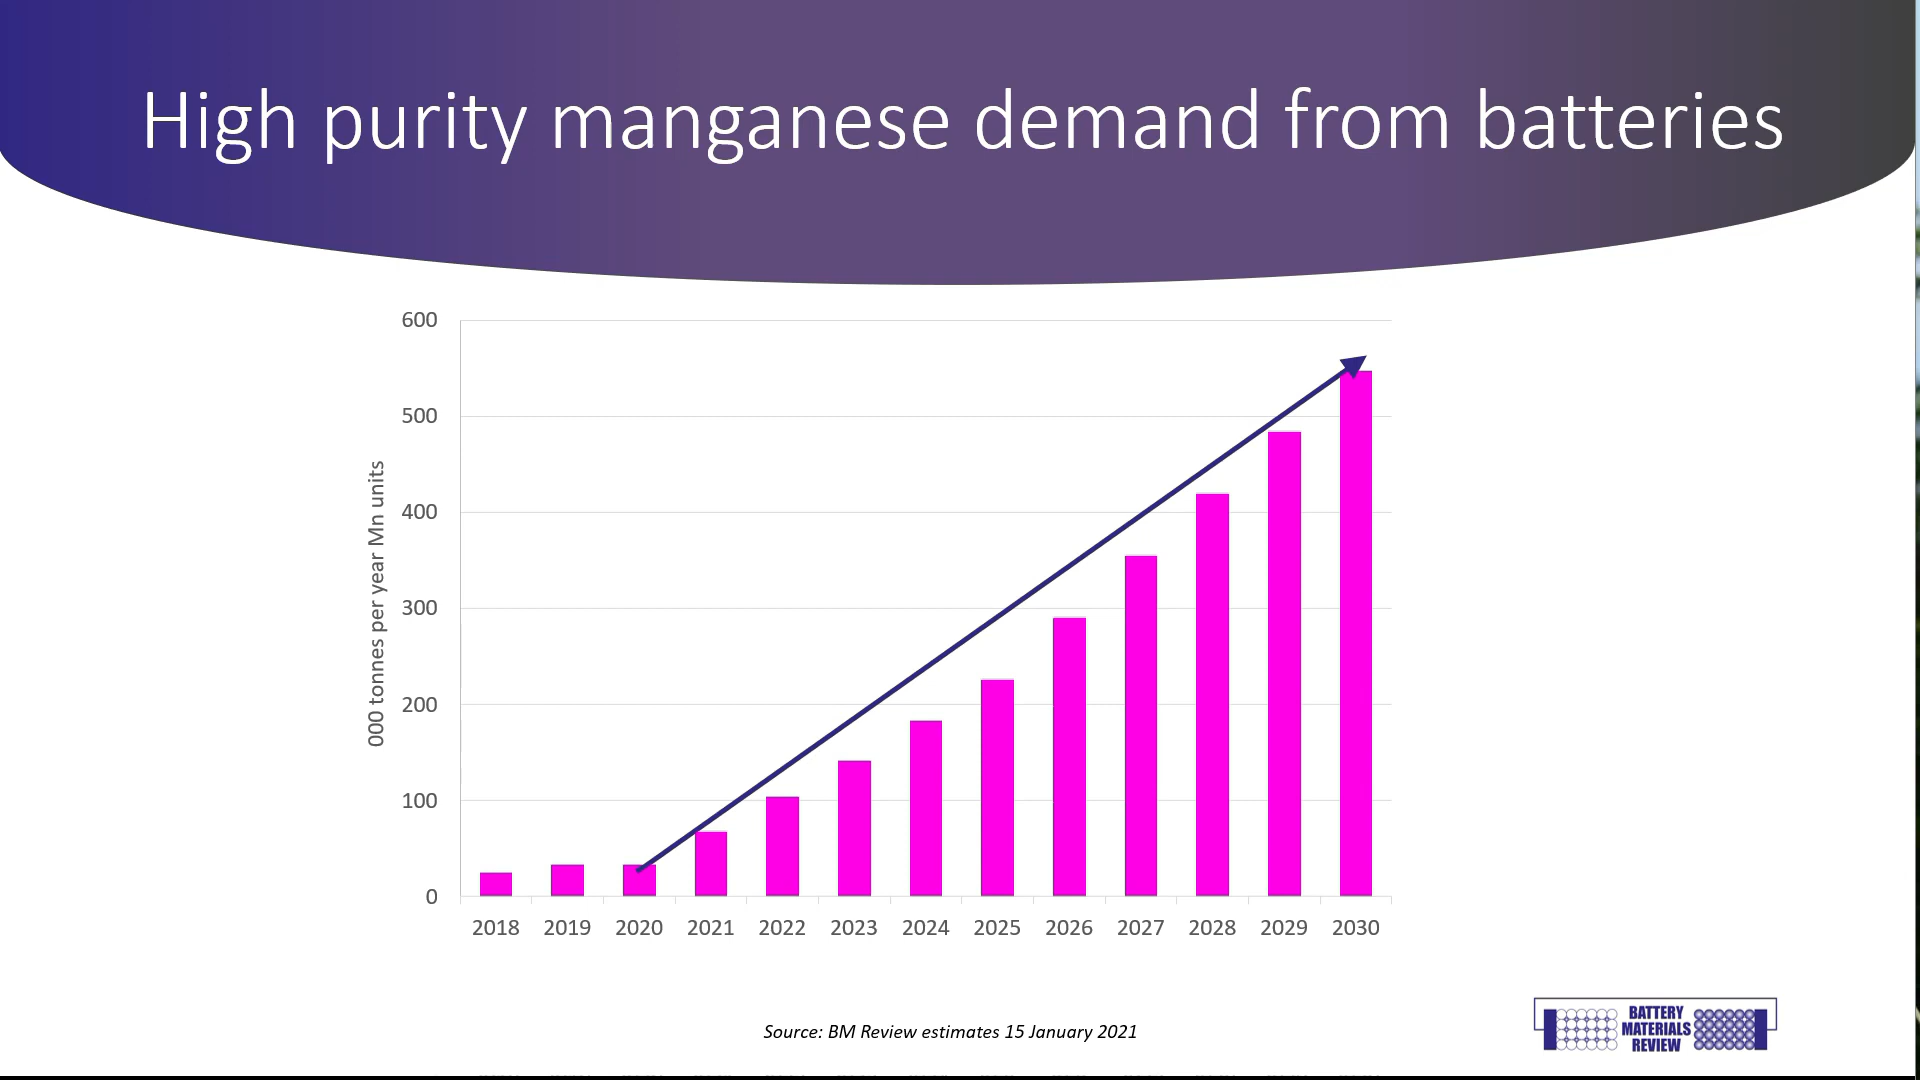 High purity manganese demand from batteries
600
500
400
300
200
100
0
000 tonnes per year Mn units
2018 2019 2020 2021 2022 2023 2024 2025 2026 2027 2028 2029 2030
Source: BM Review estimates 15 January 2021
BATTERY
MATERIALS
REVIEW